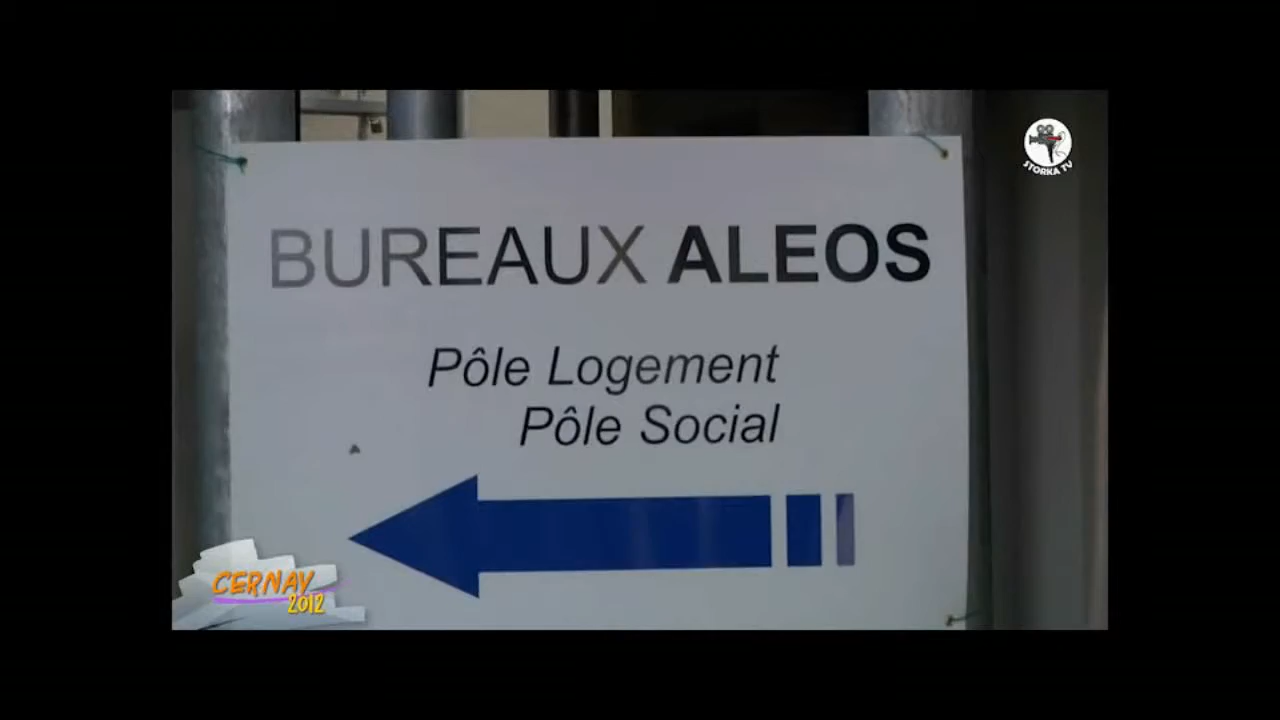 STORKA TV
BUREAUX ALEOS
Pôle Logement
Pôle Social
CERNAY
2012